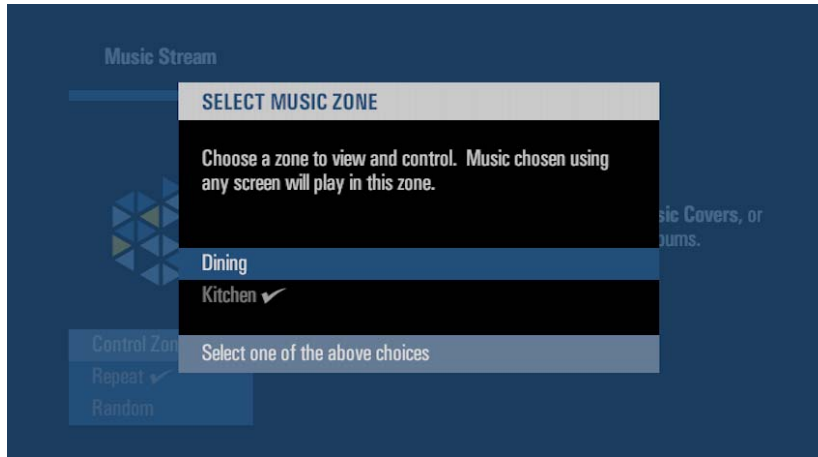 Music Stream
SELECT MUSIC ZONE
Choose a zone to view and control. Music chosen using
any screen will play in this zone.
sic Covers, or
bums.
Dining
Kitchen ✔
Control Zon
Select one of the above choices
Repeat ✔
Random